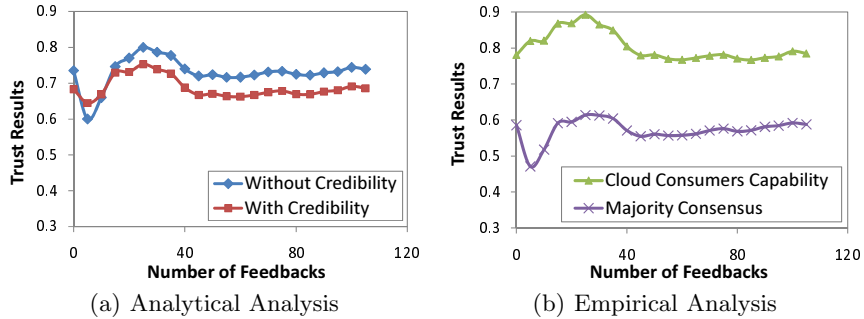 Trust Results
0.9
0.8
0.7
0.6
0.5
0.4
0.3
Without Credibility
With Credibility
0
40
80
120
Number of Feedbacks
(a) Analytical Analysis
Trust Results
0.9
0.8
0.7
0.6
0.5
0.4
0.3
Cloud Consumers Capability
Majority Consensus
0
40
80
120
Number of Feedbacks
(b) Empirical Analysis